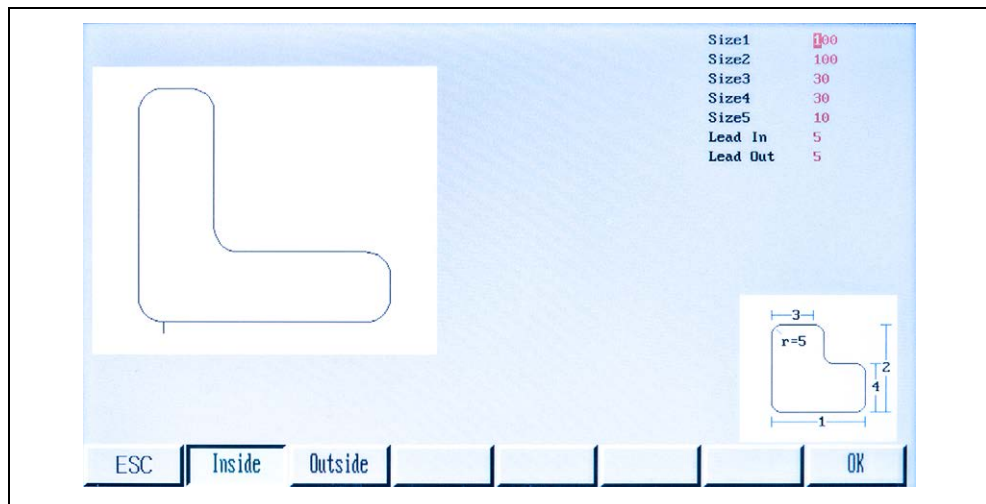 Size1 100
Size2 100
Size3 30
Size4 30
Size5 10
Lead In 5
Lead Out 5
3
r=5
2
4
1
ESC Inside Outside OK